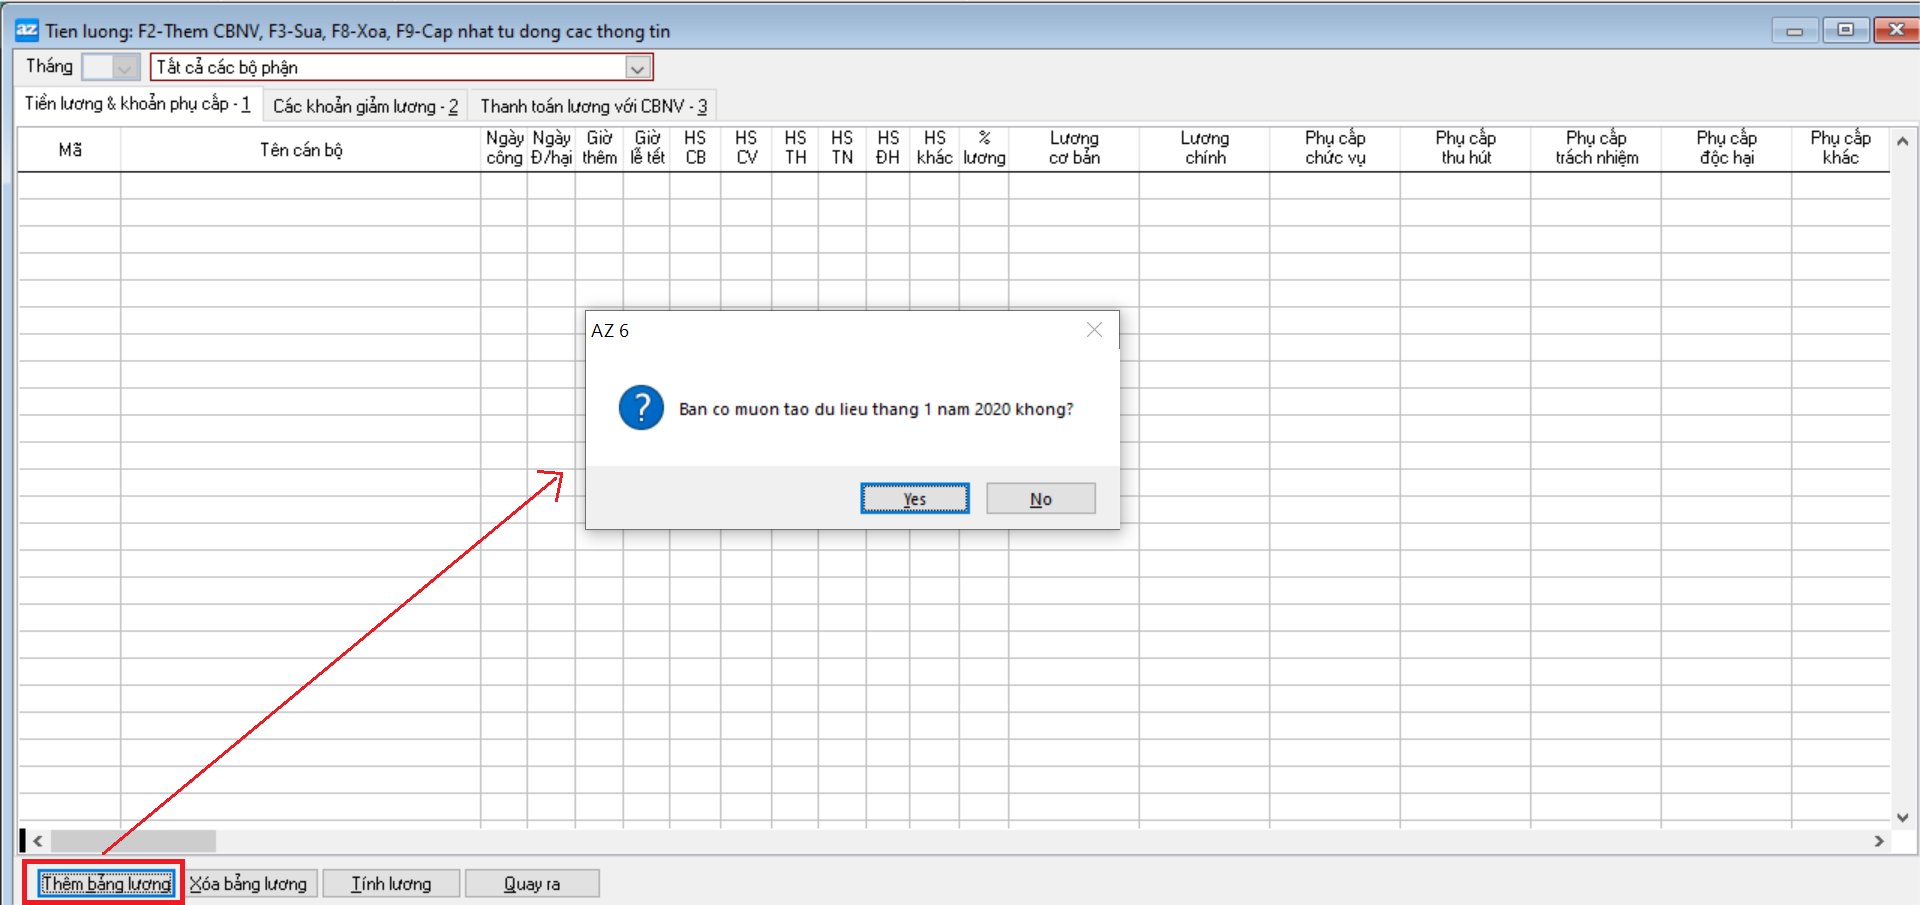 az Tien luong: F2-Them CBNV, F3-Sua, F8-Xoa, F9-Cap nhat tu dong cac thong tin
Tháng Tất cả các bộ phận
Tiền lương & khoản phụ cấp - 1 Các khoản giảm lương - 2 Thanh toán lương với CBNV - 3
Mã Tên cán bộ Ngày công Ngày Đ/hại Giờ thêm Giờ lễ tết HS CB HS CV HS TH HS TN HS ĐH HS khác % lương Lương cơ bản Lương chính Phụ cấp chức vụ Phụ cấp thu hút Phụ cấp trách nhiệm Phụ cấp độc hại Phụ cấp khác
AZ 6
? Ban co muon tao du lieu thang 1 nam 2020 khong?
Yes No
Thêm bảng lương Xóa bảng lương Tính lương Quay ra